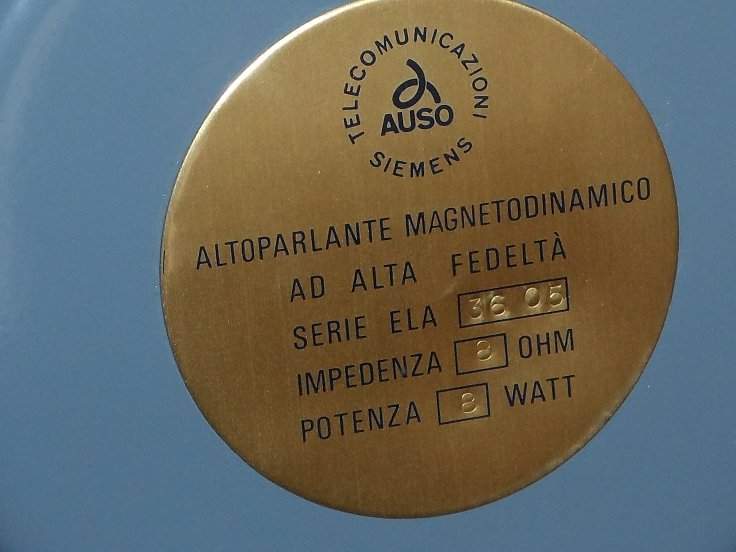 TELECOMUNICAZIONI
AUSO
SIEMENS
ALTOPARLANTE MAGNETODINAMICO
AD ALTA FEDELTÀ
SERIE ELA 36 05
IMPEDENZA 8 OHM
POTENZA 8 WATT